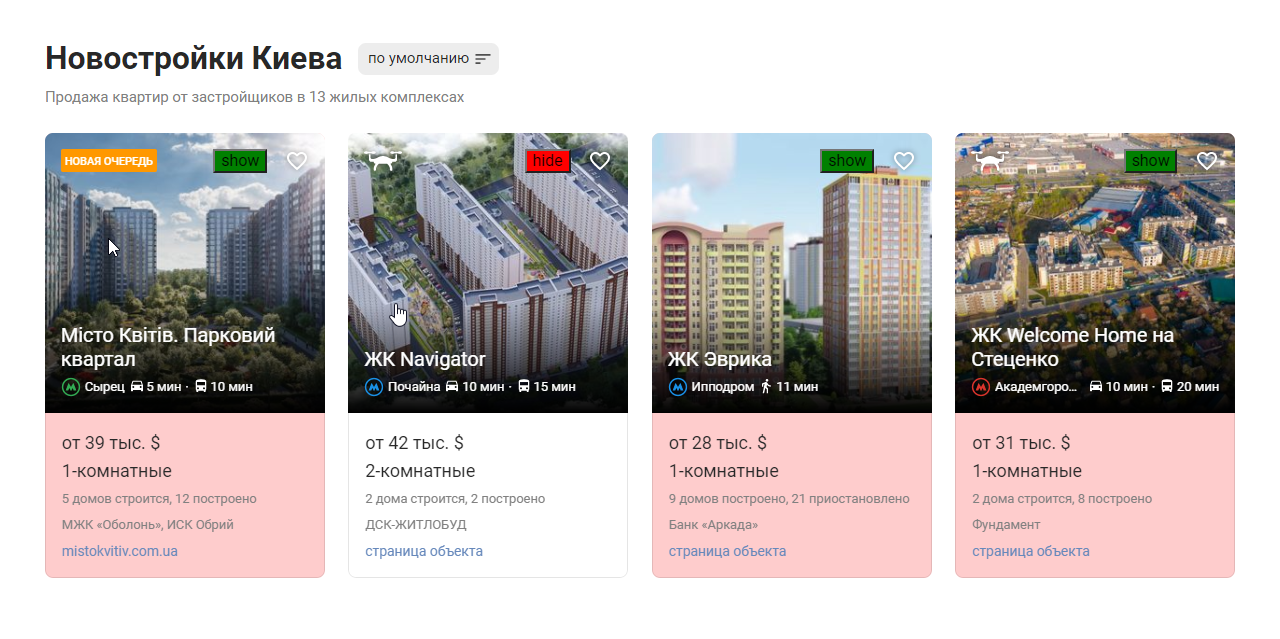 Новостройки Киева
по умолчанию
Продажа квартир от застройщиков в 13 жилых комплексах
НОВАЯ ОЧЕРЕДЬ
show
Місто Квітів. Парковий
квартал
Сырец 5 мин · 10 мин
от 39 тыс. $
1-комнатные
5 домов строится, 12 построено
МЖК «Оболонь», ИСК Обрий
mistokvitiv.com.ua
hide
ЖК Navigator
Почайна 10 мин · 15 мин
от 42 тыс. $
2-комнатные
2 дома строится, 2 построено
ДСК-ЖИТЛОБУД
страница объекта
show
ЖК Эврика
Ипподром 11 мин
от 28 тыс. $
1-комнатные
9 домов построено, 21 приостановлено
Банк «Аркада»
страница объекта
show
ЖК Welcome Home на
Стеценко
Академгоро... 10 мин · 20 мин
от 31 тыс. $
1-комнатные
2 дома строится, 8 построено
Фундамент
страница объекта